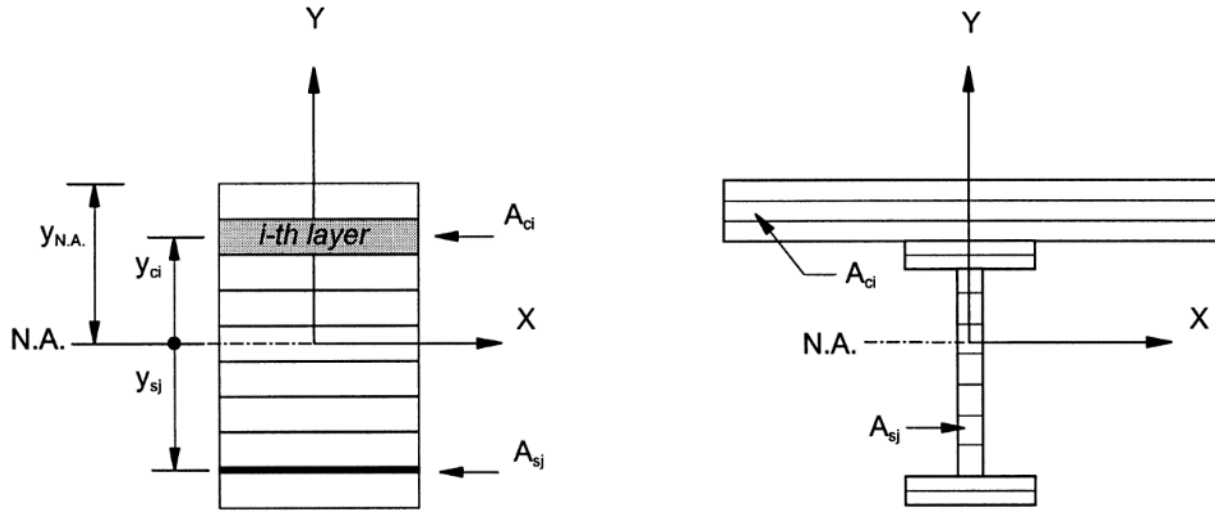 Y
y_N.A.
i-th layer
A_ci
y_ci
X
N.A.
y_sj
A_sj
Y
A_ci
X
N.A.
A_sj